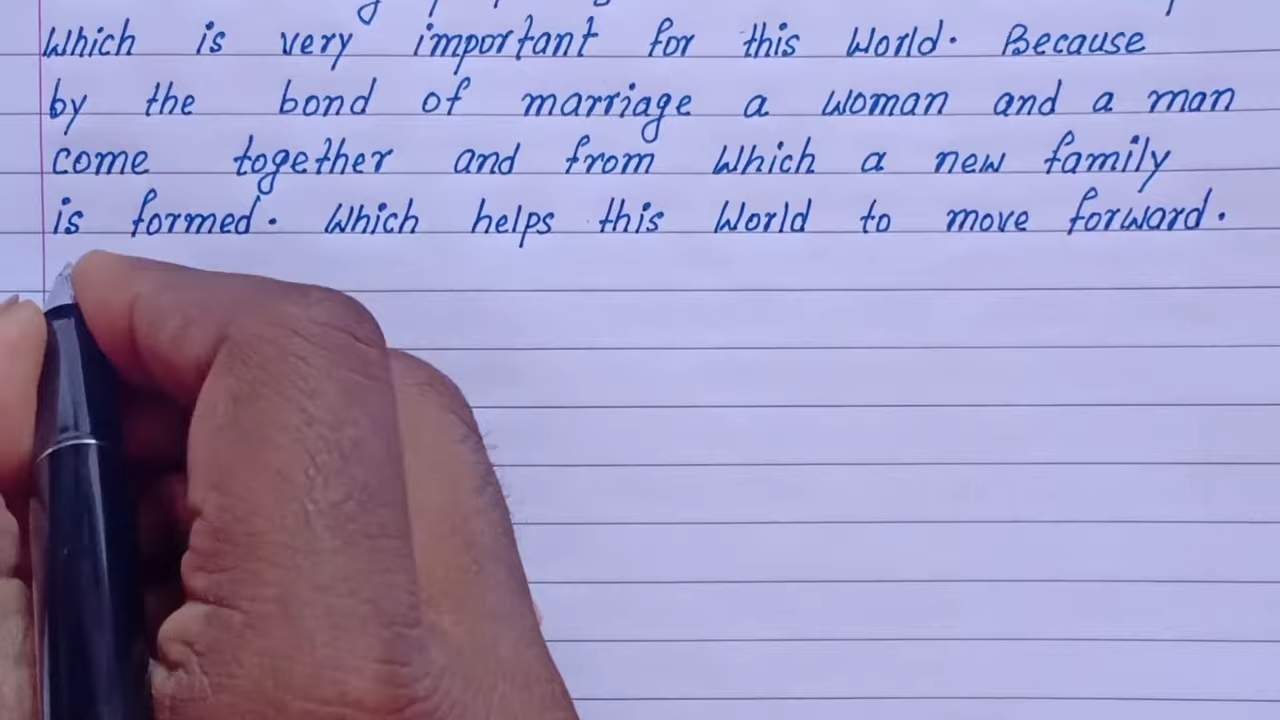 Which is very important for this World. Because
by the bond of marriage a woman and a man
come together and from Which a new family
is formed. Which helps this World to move forward.